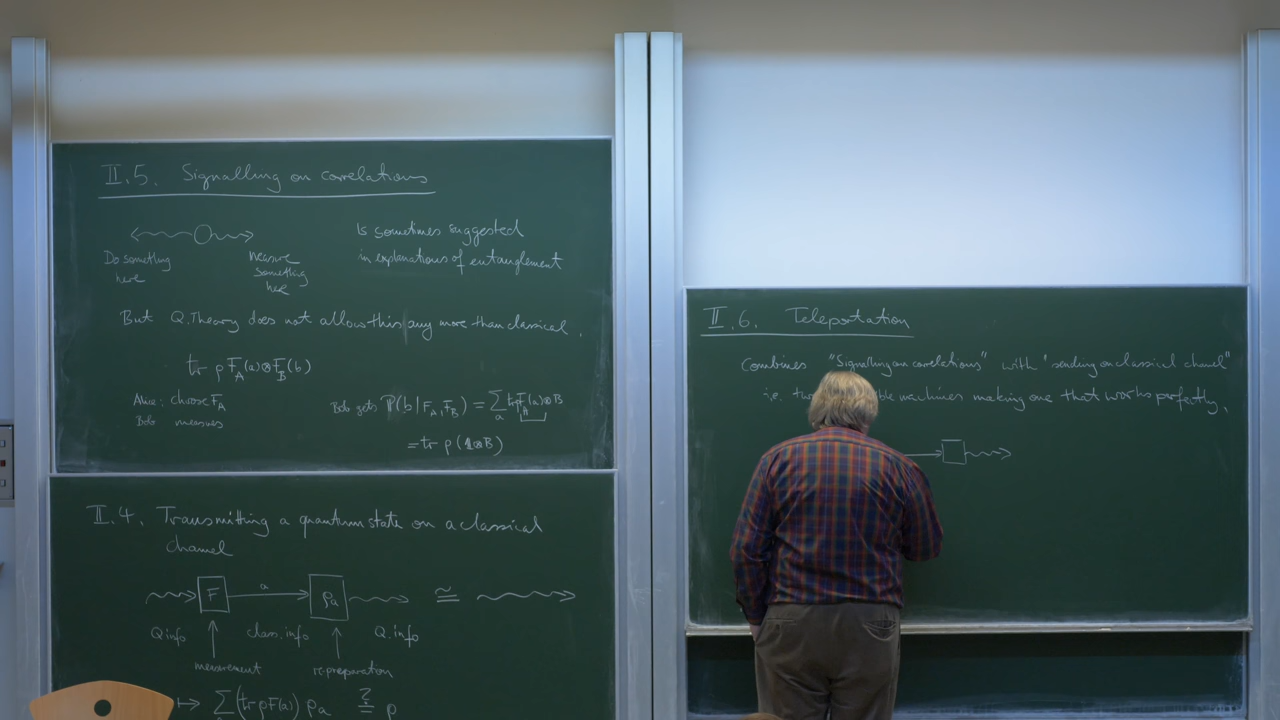 II.5. Signalling on correlations
Do something
here
Measure
something
here
is sometimes suggested
in explanations of entanglement
But Q.Theory does not allow this any more than classical.
tr ρ F_A(a)⊗F_B(b)
Alice: choose F_A
Bob measures
Bob gets ℙ(b|F_A,F_B) = Σ_a tr ρ F_A(a)⊗B
= tr ρ(𝟙⊗B)
II.4. Transmitting a quantum state on a classical
channel
F a ρ_a ≅
Q info class. info Q. info
measurement re-preparation
↦ Σ (tr ρF(a)) ρ_a ≟ ρ
II.6. Teleportation
Combines "Signalling on correlations" with "sending on classical channel"
i.e. machines making one that works perfectly.